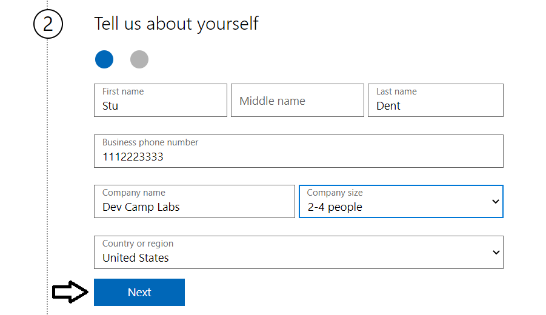 2
Tell us about yourself
First name
Stu
Middle name
Last name
Dent
Business phone number
1112223333
Company name
Dev Camp Labs
Company size
2-4 people
Country or region
United States
Next